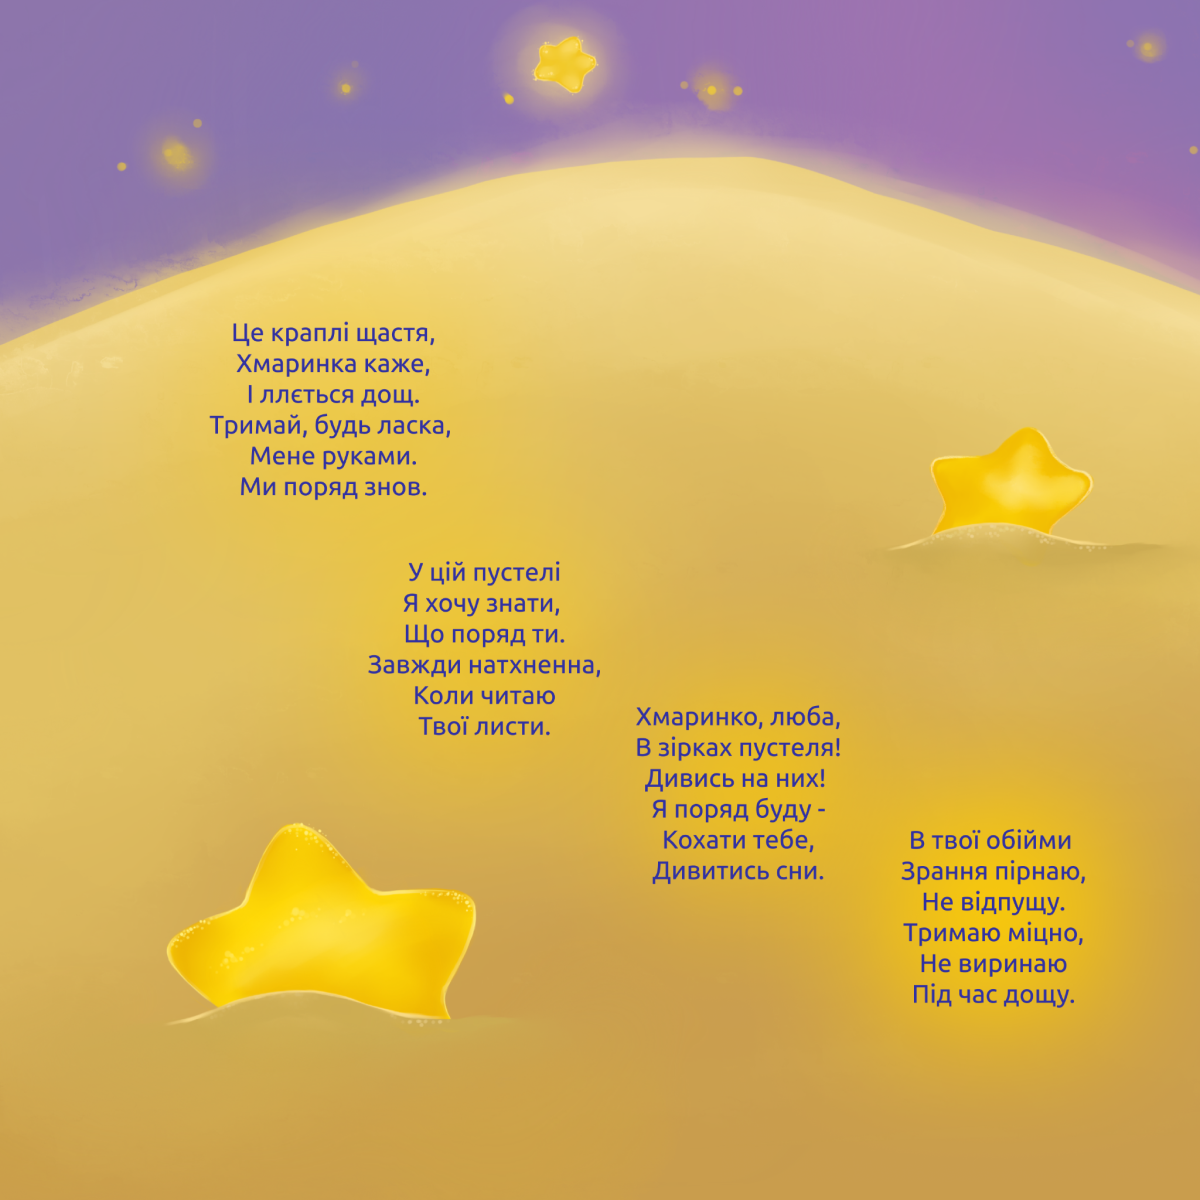 Це краплі щастя,
Хмаринка каже,
І ллється дощ.
Тримай, будь ласка,
Мене руками.
Ми поряд знов.
У цій пустелі
Я хочу знати,
Що поряд ти.
Завжди натхненна,
Коли читаю
Твої листи.
Хмаринко, люба,
В зірках пустеля!
Дивись на них!
Я поряд буду -
Кохати тебе,
Дивитись сни.
В твої обійми
Зрання пірнаю,
Не відпущу.
Тримаю міцно,
Не виринаю
Під час дощу.